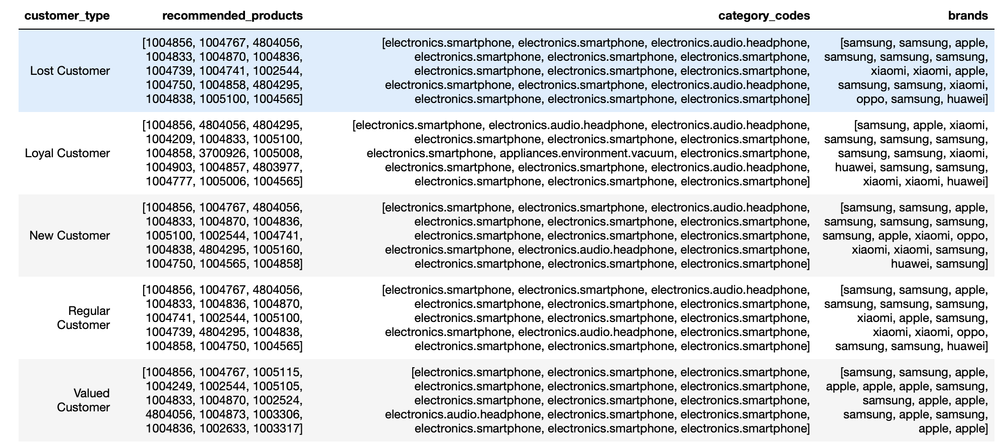 customer_type recommended_products category_codes brands
Lost Customer
[1004856, 1004767, 4804056,
1004833, 1004870, 1004836,
1004739, 1004741, 1002544,
1004750, 1004858, 4804295,
1004838, 1005100, 1004565]
[electronics.smartphone, electronics.smartphone, electronics.audio.headphone,
electronics.smartphone, electronics.smartphone, electronics.smartphone,
electronics.smartphone, electronics.smartphone, electronics.smartphone,
electronics.smartphone, electronics.smartphone, electronics.audio.headphone,
electronics.smartphone, electronics.smartphone, electronics.smartphone]
[samsung, samsung, apple,
samsung, samsung, samsung,
xiaomi, xiaomi, apple,
samsung, samsung, xiaomi,
oppo, samsung, huawei]
Loyal Customer
[1004856, 4804056, 4804295,
1004209, 1004833, 1005100,
1004858, 3700926, 1005008,
1004903, 1004857, 4803977,
1004777, 1005006, 1004565]
[electronics.smartphone, electronics.audio.headphone, electronics.audio.headphone,
electronics.smartphone, electronics.smartphone, electronics.smartphone,
electronics.smartphone, appliances.environment.vacuum, electronics.smartphone,
electronics.smartphone, electronics.smartphone, electronics.audio.headphone,
electronics.smartphone, electronics.smartphone, electronics.smartphone]
[samsung, apple, xiaomi,
samsung, samsung, samsung,
samsung, samsung, xiaomi,
huawei, samsung, samsung,
xiaomi, xiaomi, huawei]
New Customer
[1004856, 1004767, 4804056,
1004833, 1004870, 1004836,
1005100, 1002544, 1004741,
1004838, 4804295, 1005160,
1004750, 1004565, 1004858]
[electronics.smartphone, electronics.smartphone, electronics.audio.headphone,
electronics.smartphone, electronics.smartphone, electronics.smartphone,
electronics.smartphone, electronics.smartphone, electronics.smartphone,
electronics.smartphone, electronics.audio.headphone, electronics.smartphone,
electronics.smartphone, electronics.smartphone, electronics.smartphone]
[samsung, samsung, apple,
samsung, samsung, samsung,
samsung, apple, xiaomi, oppo,
xiaomi, xiaomi, samsung,
huawei, samsung]
Regular
Customer
[1004856, 1004767, 4804056,
1004833, 1004836, 1004870,
1004741, 1002544, 1005100,
1004739, 4804295, 1004838,
1004858, 1004750, 1004565]
[electronics.smartphone, electronics.smartphone, electronics.audio.headphone,
electronics.smartphone, electronics.smartphone, electronics.smartphone,
electronics.smartphone, electronics.smartphone, electronics.smartphone,
electronics.smartphone, electronics.audio.headphone, electronics.smartphone,
electronics.smartphone, electronics.smartphone, electronics.smartphone]
[samsung, samsung, apple,
samsung, samsung, samsung,
xiaomi, apple, samsung,
xiaomi, xiaomi, oppo,
samsung, samsung, huawei]
Valued
Customer
[1004856, 1004767, 1005115,
1004249, 1002544, 1005105,
1004833, 1004870, 1002524,
4804056, 1004873, 1003306,
1004836, 1002633, 1003317]
[electronics.smartphone, electronics.smartphone, electronics.smartphone,
electronics.smartphone, electronics.smartphone, electronics.smartphone,
electronics.smartphone, electronics.smartphone, electronics.smartphone,
electronics.audio.headphone, electronics.smartphone, electronics.smartphone,
electronics.smartphone, electronics.smartphone, electronics.smartphone]
[samsung, samsung, apple,
apple, apple, apple, samsung,
samsung, apple, apple,
samsung, apple, samsung,
apple, apple]